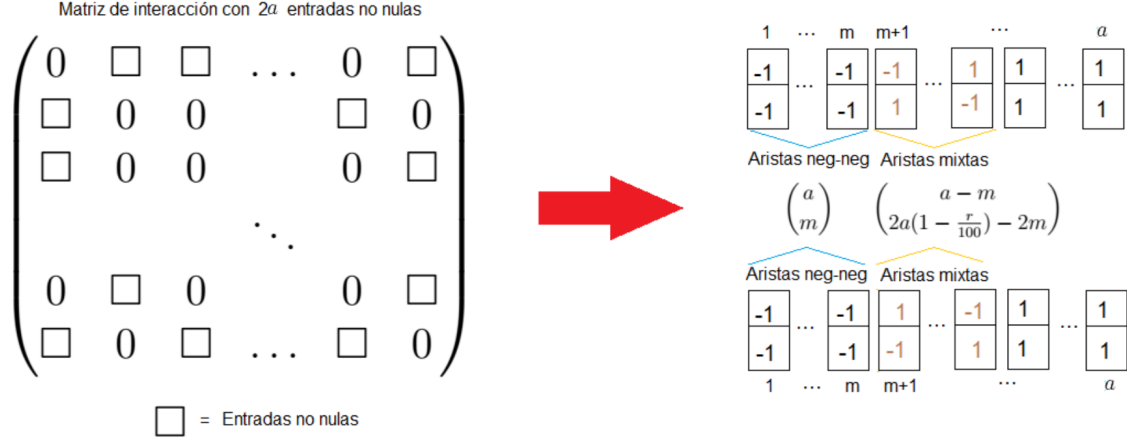 Matriz de interacción con 2a entradas no nulas
0 □ □ ... 0 □
□ 0 0 □ 0
□ 0 0 0 □
⋱
0 □ 0 0 □
□ 0 □ ... □ 0
□ = Entradas no nulas
1 ... m m+1 ... a
-1 ... -1 -1 ... 1 1 ... 1
-1 -1 1 -1 1 1
Aristas neg-neg Aristas mixtas
(a
m) (a − m
2a(1 − r/100) − 2m)
Aristas neg-neg Aristas mixtas
-1 ... -1 1 ... -1 1 ... 1
-1 -1 -1 1 1 1
1 ... m m+1 ... a